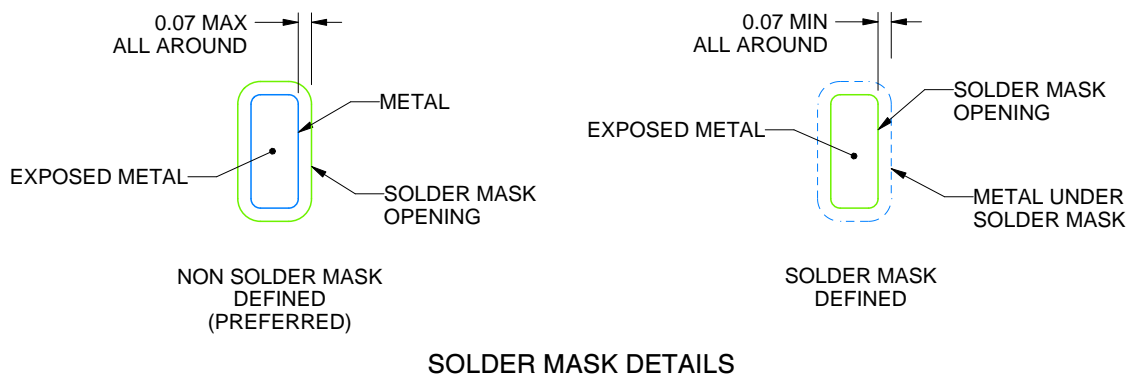 0.07 MAX
ALL AROUND
METAL
EXPOSED METAL
SOLDER MASK
OPENING
NON SOLDER MASK
DEFINED
(PREFERRED)
0.07 MIN
ALL AROUND
SOLDER MASK
OPENING
EXPOSED METAL
METAL UNDER
SOLDER MASK
SOLDER MASK
DEFINED
SOLDER MASK DETAILS